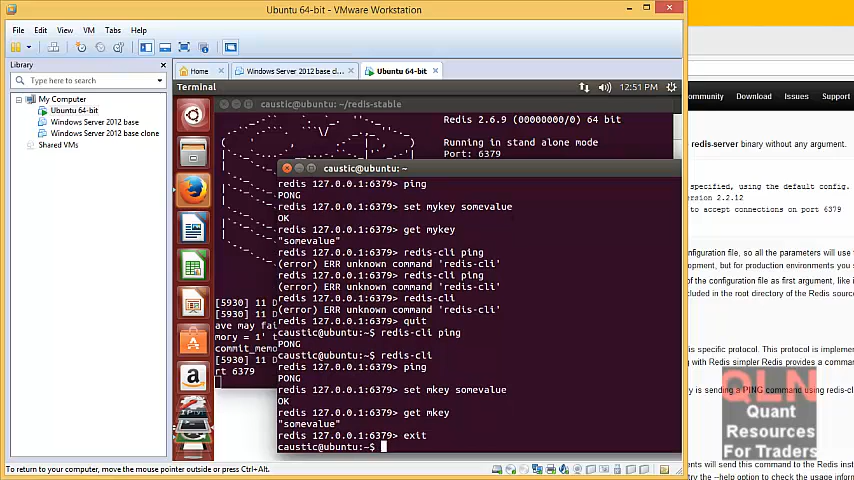 Ubuntu 64-bit - VMware Workstation
File Edit View VM Tabs Help
Library
Type here to search
My Computer
Ubuntu 64-bit
Windows Server 2012 base
Windows Server 2012 base clone
Shared VMs
Home
Windows Server 2012 base cl...
Ubuntu 64-bit
Terminal
12:51 PM
caustic@ubuntu: ~/redis-stable
Redis 2.6.9 (00000000/0) 64 bit
Running in stand alone mode
Port: 6379
caustic@ubuntu: ~
redis 127.0.0.1:6379> ping
PONG
redis 127.0.0.1:6379> set mykey somevalue
OK
redis 127.0.0.1:6379> get mykey
"somevalue"
redis 127.0.0.1:6379> redis-cli ping
(error) ERR unknown command 'redis-cli'
redis 127.0.0.1:6379> redis-cli ping
(error) ERR unknown command 'redis-cli'
redis 127.0.0.1:6379> redis-cli
(error) ERR unknown command 'redis-cli'
redis 127.0.0.1:6379> quit
caustic@ubuntu:~$ redis-cli ping
PONG
caustic@ubuntu:~$ redis-cli
redis 127.0.0.1:6379> ping
PONG
redis 127.0.0.1:6379> set mkey somevalue
OK
redis 127.0.0.1:6379> get mkey
"somevalue"
redis 127.0.0.1:6379> exit
caustic@ubuntu:~$
[5930] 11 D
[5930] 11 D
ave may fai
mory = 1' t
commit_memo
[5930] 11 D
rt 6379
ommunity Download Issues Support
redis-server binary without any argument.
specified, using the default config.
ersion 2.2.12
to accept connections on port 6379
nfiguration file, so all the parameters will use
opment, but for production environments you s
of the configuration file as first argument, like i
cluded in the root directory of the Redis source
is specific protocol. This protocol is implemen
g with Redis simpler Redis provides a comma
ky is sending a PING command using redis-cl
ents will send this command to the Redis inst
try the --help option to check the usage inform
QLN
Quant
Resources
For Traders
To return to your computer, move the mouse pointer outside or press Ctrl+Alt.